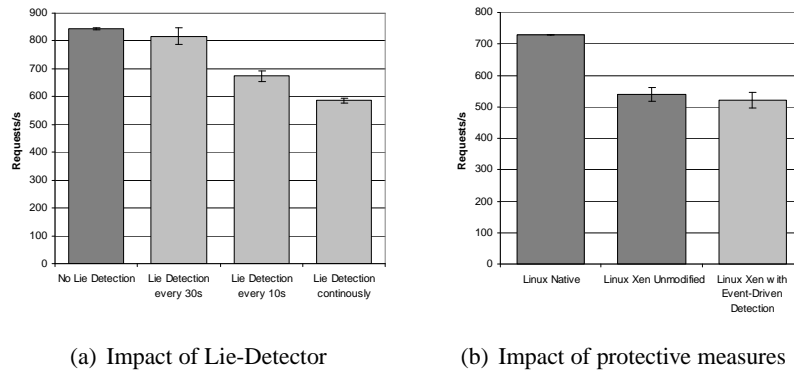 900
800
700
600
500
400
300
200
100
0
Requests/s
No Lie Detection
Lie Detection every 30s
Lie Detection every 10s
Lie Detection continously
(a) Impact of Lie-Detector
800
700
600
500
400
300
200
100
0
Requests/s
Linux Native
Linux Xen Unmodified
Linux Xen with Event-Driven Detection
(b) Impact of protective measures